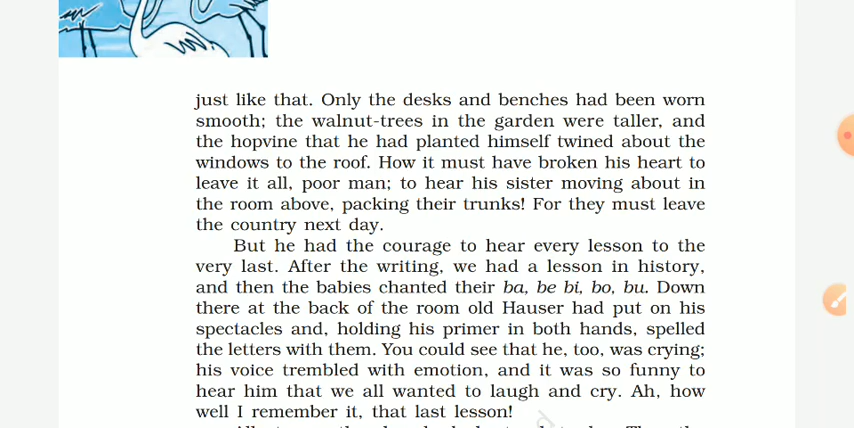 just like that. Only the desks and benches had been worn
smooth; the walnut-trees in the garden were taller, and
the hopvine that he had planted himself twined about the
windows to the roof. How it must have broken his heart to
leave it all, poor man; to hear his sister moving about in
the room above, packing their trunks! For they must leave
the country next day.
But he had the courage to hear every lesson to the
very last. After the writing, we had a lesson in history,
and then the babies chanted their ba, be bi, bo, bu. Down
there at the back of the room old Hauser had put on his
spectacles and, holding his primer in both hands, spelled
the letters with them. You could see that he, too, was crying;
his voice trembled with emotion, and it was so funny to
hear him that we all wanted to laugh and cry. Ah, how
well I remember it, that last lesson!